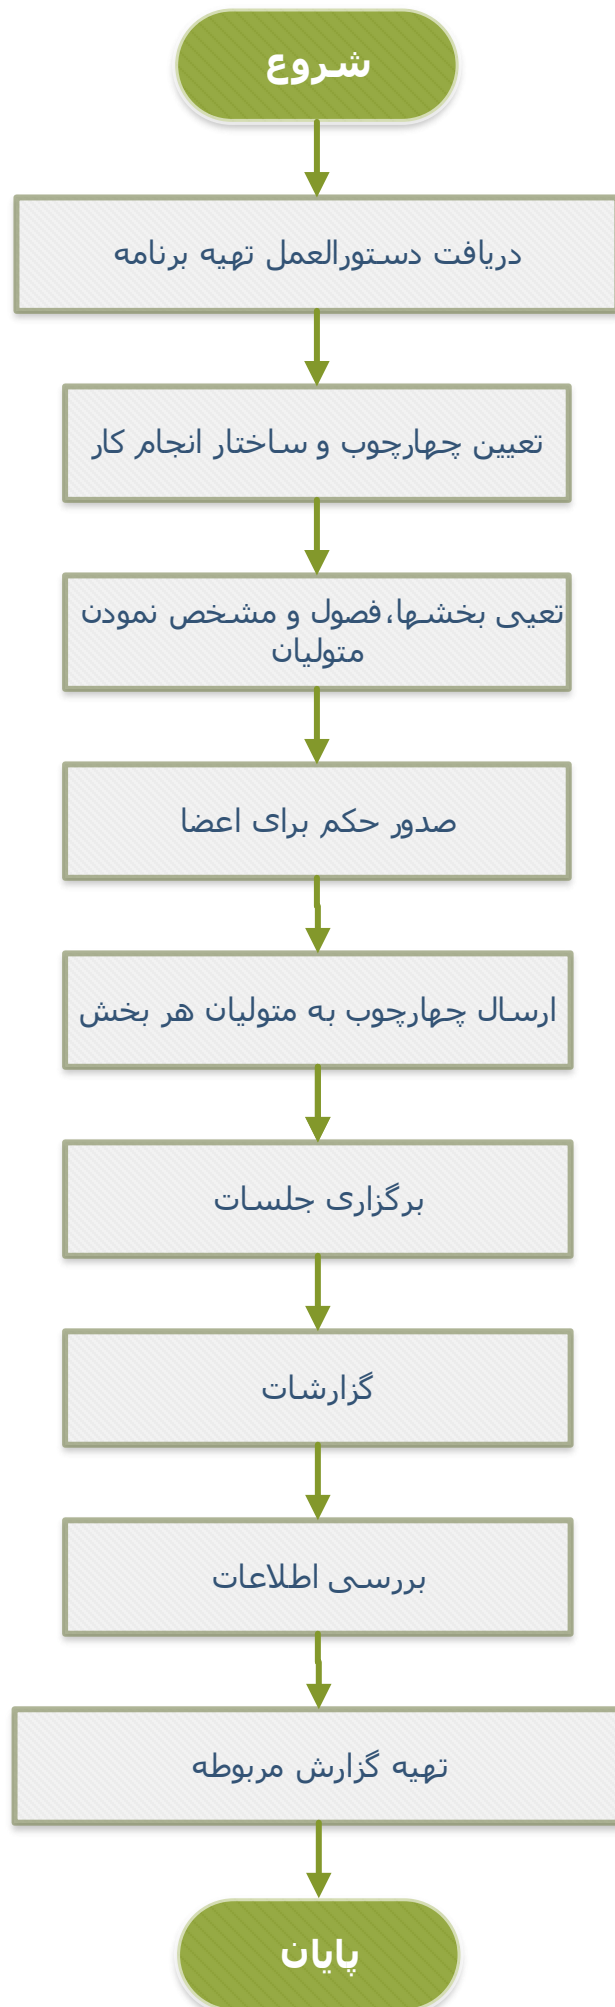 شروع
دریافت دستورالعمل تهیه برنامه
تعیین چهارچوب و ساختار انجام کار
تعیی بخشها،فصول و مشخص نمودن
متولیان
صدور حکم برای اعضا
ارسال چهارچوب به متولیان هر بخش
برگزاری جلسات
گزارشات
بررسی اطلاعات
تهیه گزارش مربوطه
پایان